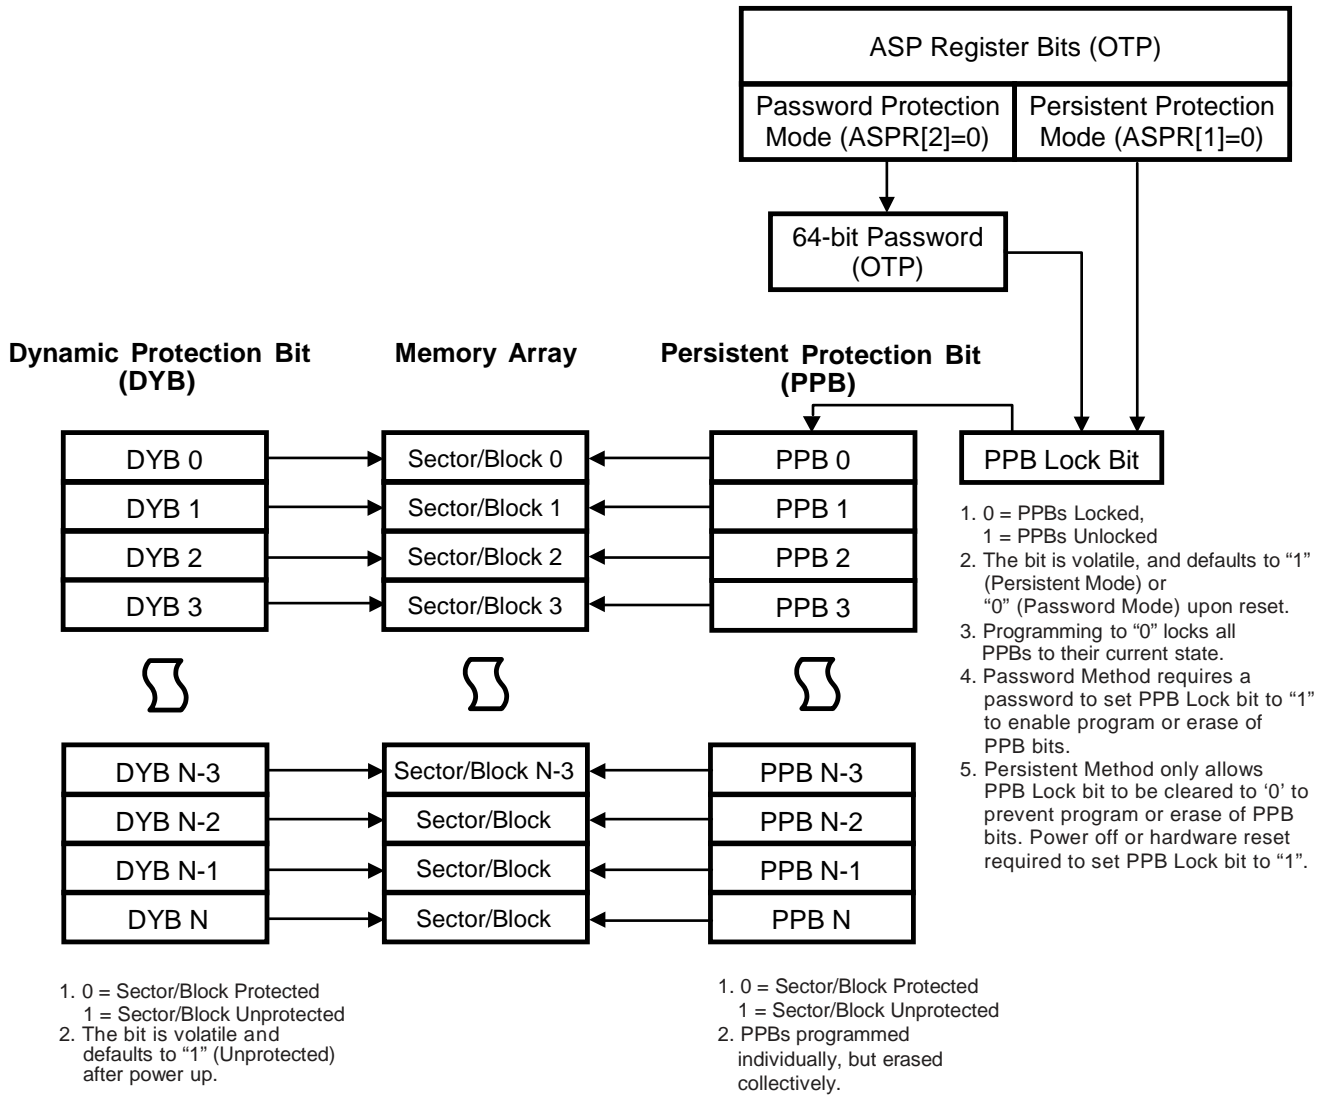 ASP Register Bits (OTP)
Password Protection
Mode (ASPR[2]=0)
Persistent Protection
Mode (ASPR[1]=0)
64-bit Password
(OTP)
Dynamic Protection Bit
(DYB)
Memory Array
Persistent Protection Bit
(PPB)
DYB 0
Sector/Block 0
PPB 0
PPB Lock Bit
DYB 1
Sector/Block 1
PPB 1
DYB 2
Sector/Block 2
PPB 2
DYB 3
Sector/Block 3
PPB 3
1. 0 = PPBs Locked,
1 = PPBs Unlocked
2. The bit is volatile, and defaults to “1”
(Persistent Mode) or
“0” (Password Mode) upon reset.
3. Programming to “0” locks all
PPBs to their current state.
4. Password Method requires a
password to set PPB Lock bit to “1”
to enable program or erase of
PPB bits.
5. Persistent Method only allows
PPB Lock bit to be cleared to ‘0’ to
prevent program or erase of PPB
bits. Power off or hardware reset
required to set PPB Lock bit to “1”.
DYB N-3
Sector/Block N-3
PPB N-3
DYB N-2
Sector/Block
PPB N-2
DYB N-1
Sector/Block
PPB N-1
DYB N
Sector/Block
PPB N
1. 0 = Sector/Block Protected
1 = Sector/Block Unprotected
2. The bit is volatile and
defaults to “1” (Unprotected)
after power up.
1. 0 = Sector/Block Protected
1 = Sector/Block Unprotected
2. PPBs programmed
individually, but erased
collectively.